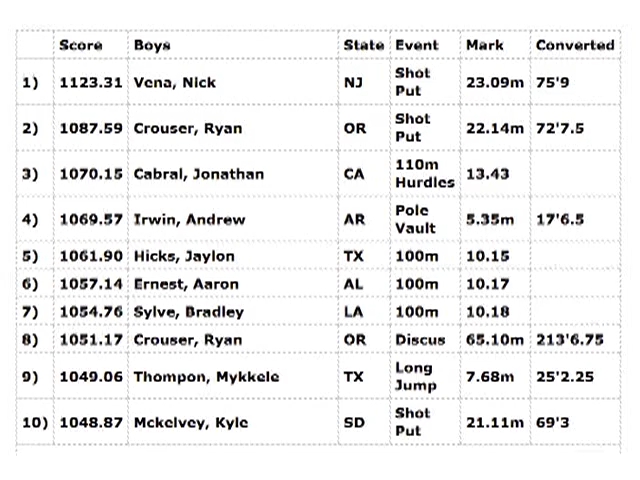 Score Boys State Event Mark Converted
1) 1123.31 Vena, Nick NJ Shot Put 23.09m 75'9
2) 1087.59 Crouser, Ryan OR Shot Put 22.14m 72'7.5
3) 1070.15 Cabral, Jonathan CA 110m Hurdles 13.43
4) 1069.57 Irwin, Andrew AR Pole Vault 5.35m 17'6.5
5) 1061.90 Hicks, Jaylon TX 100m 10.15
6) 1057.14 Ernest, Aaron AL 100m 10.17
7) 1054.76 Sylve, Bradley LA 100m 10.18
8) 1051.17 Crouser, Ryan OR Discus 65.10m 213'6.75
9) 1049.06 Thompon, Mykkele TX Long Jump 7.68m 25'2.25
10) 1048.87 Mckelvey, Kyle SD Shot Put 21.11m 69'3